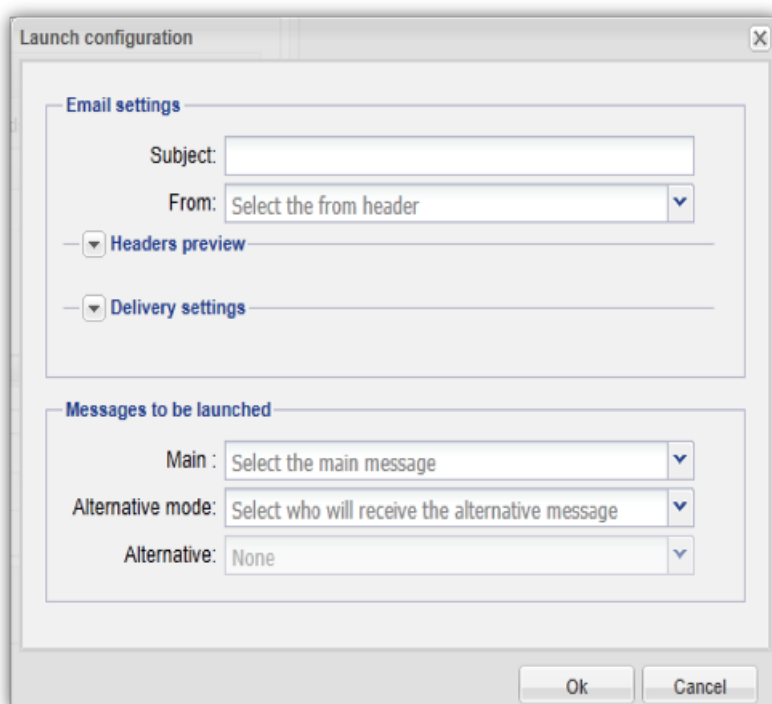 Launch configuration
Email settings
Subject:
From: Select the from header
Headers preview
Delivery settings
Messages to be launched
Main : Select the main message
Alternative mode: Select who will receive the alternative message
Alternative: None
Ok Cancel